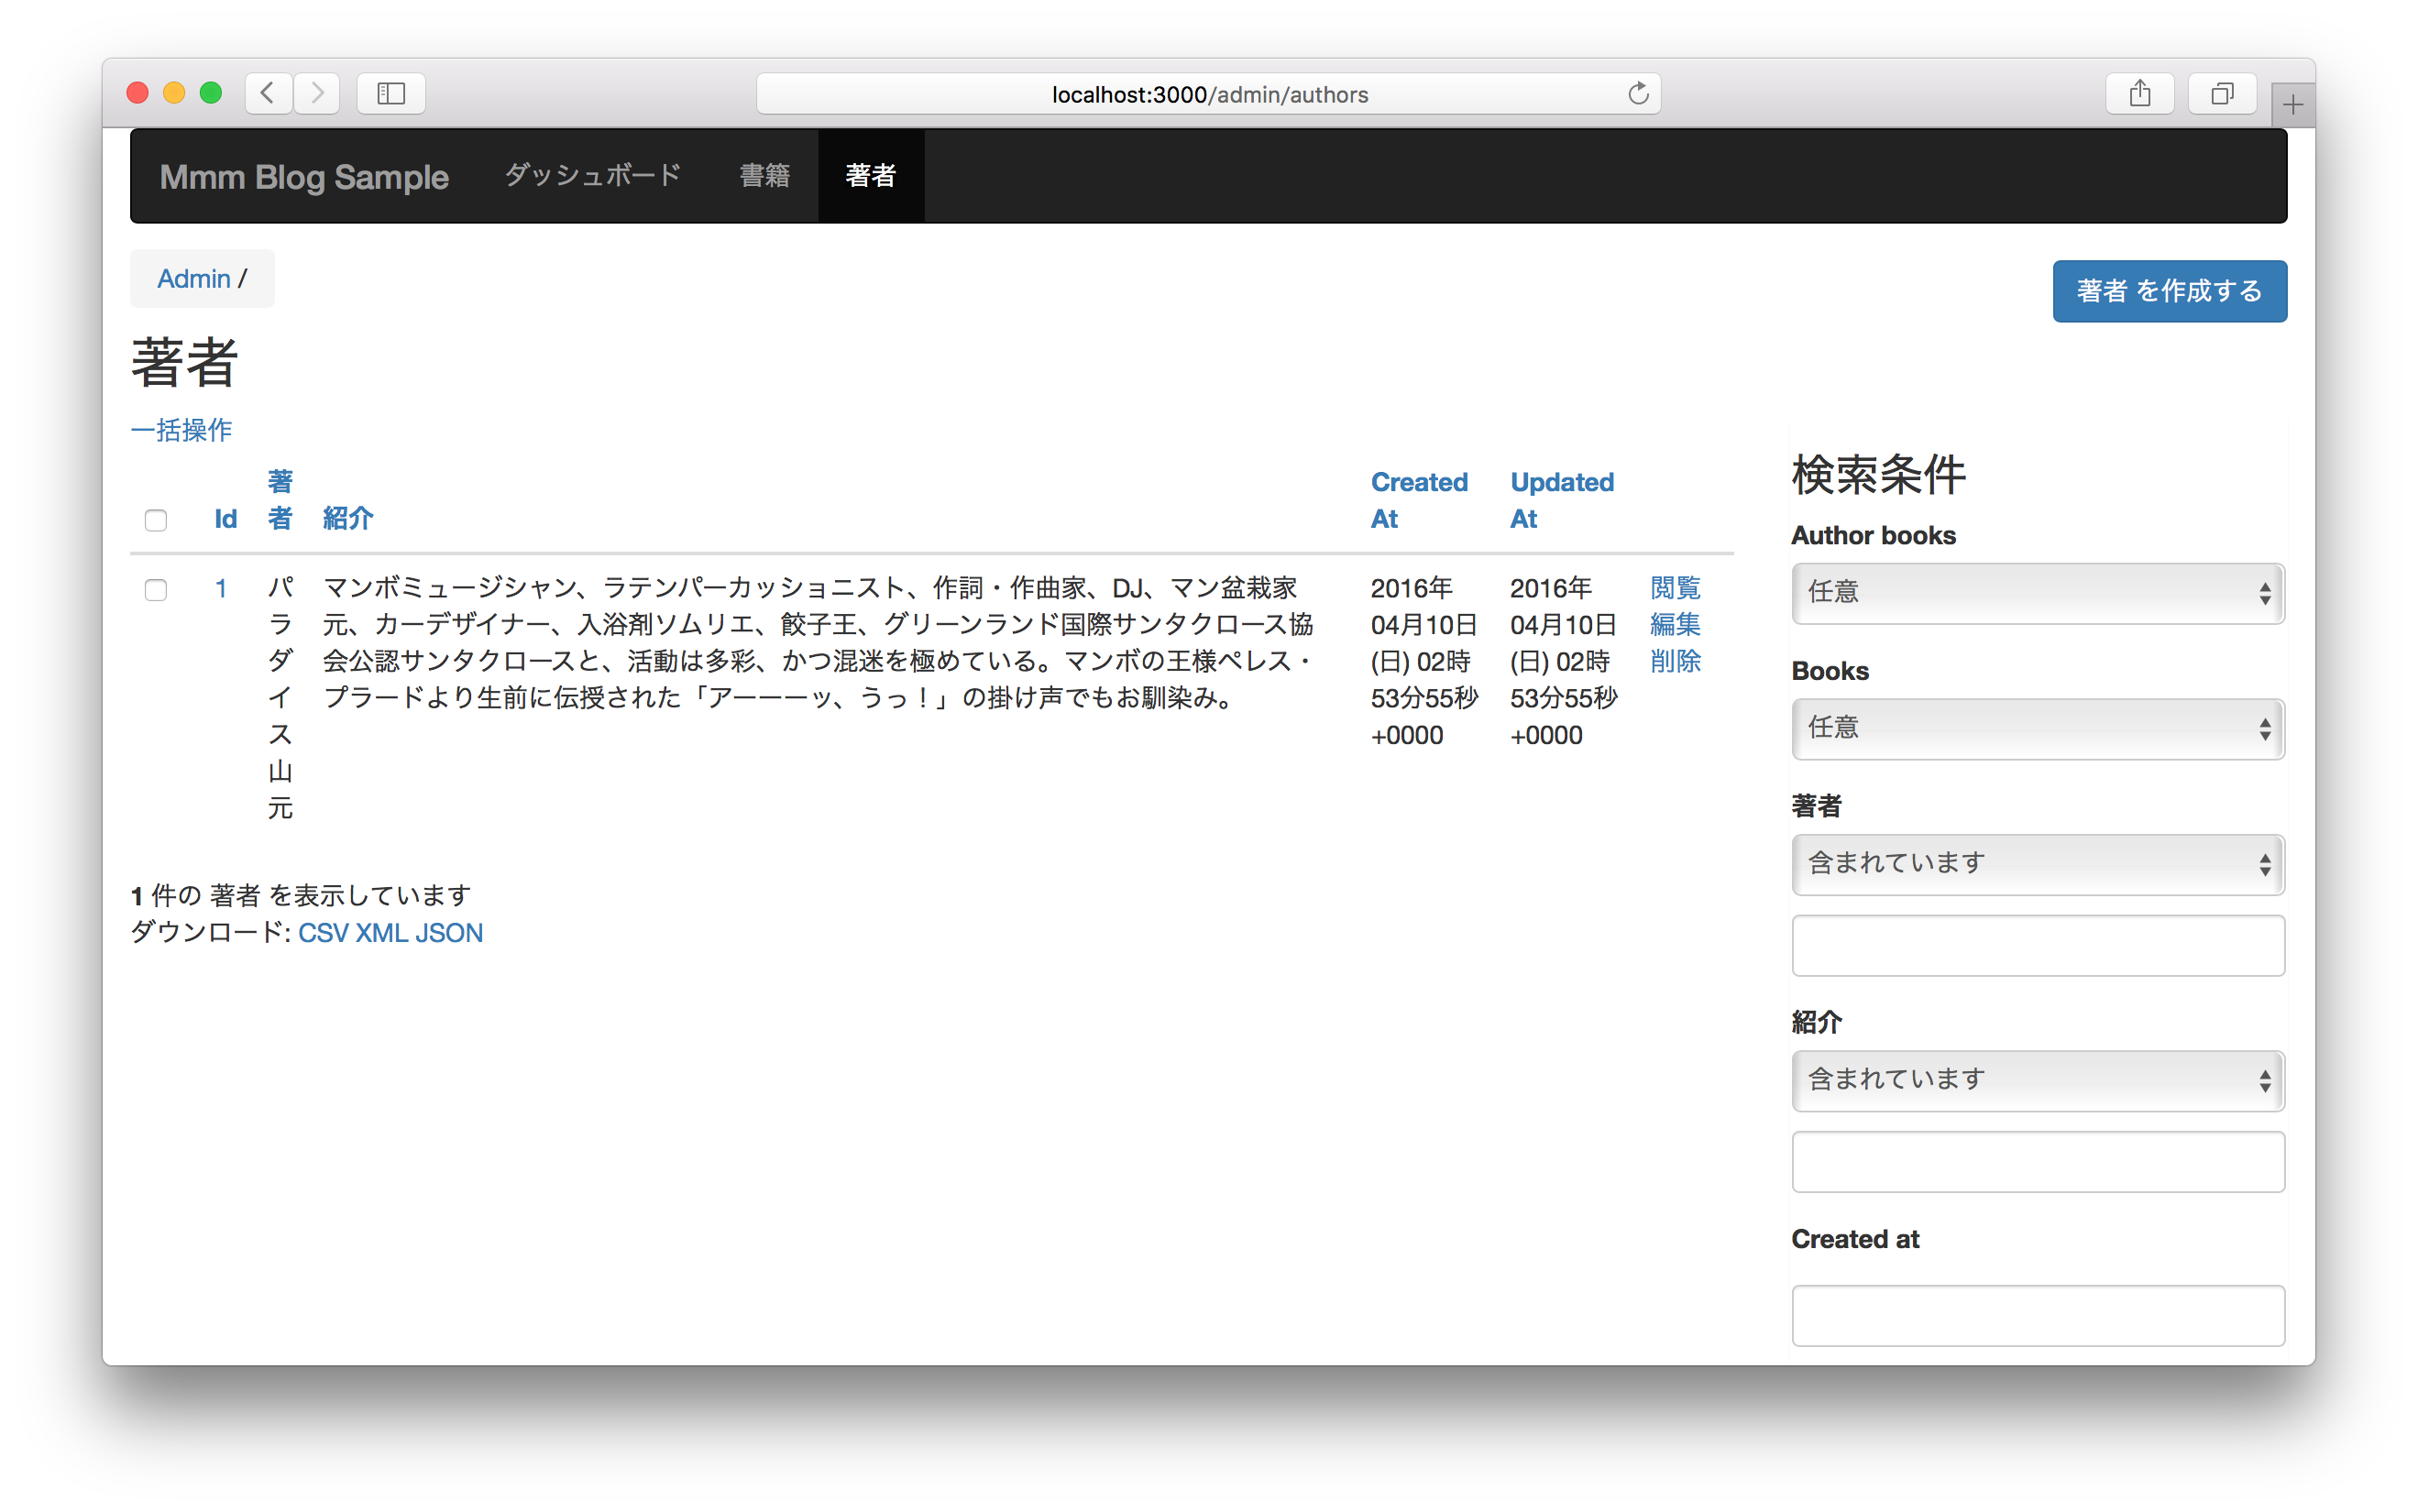 localhost:3000/admin/authors
Mmm Blog Sample ダッシュボード 書籍 著者
Admin /
著者 を作成する
著者
一括操作
Id 著者 紹介 Created At Updated At
1
パラダイス山元
マンボミュージシャン、ラテンパーカッショニスト、作詞・作曲家、DJ、マン盆栽家
元、カーデザイナー、入浴剤ソムリエ、餃子王、グリーンランド国際サンタクロース協
会公認サンタクロースと、活動は多彩、かつ混迷を極めている。マンボの王様ペレス・
プラードより生前に伝授された「アーーーッ、うっ！」の掛け声でもお馴染み。
2016年
04月10日
(日) 02時
53分55秒
+0000
2016年
04月10日
(日) 02時
53分55秒
+0000
閲覧
編集
削除
1 件の 著者 を表示しています
ダウンロード: CSV XML JSON
検索条件
Author books
任意
Books
任意
著者
含まれています
紹介
含まれています
Created at